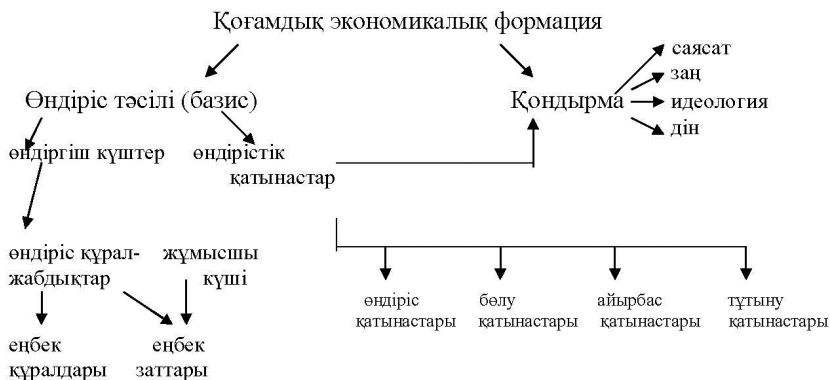 Қоғамдық экономикалық формация
саясат
заң
Өндіріс тәсілі (базис)
Қондырма
идеология
дін
өндіргіш күштер
өндірістік
қатынастар
өндіріс құрал-
жабдықтар
жұмысшы
күші
өндіріс
қатынастары
бөлу
қатынастары
айырбас
қатынастары
тұтыну
қатынастары
еңбек
құралдары
еңбек
заттары